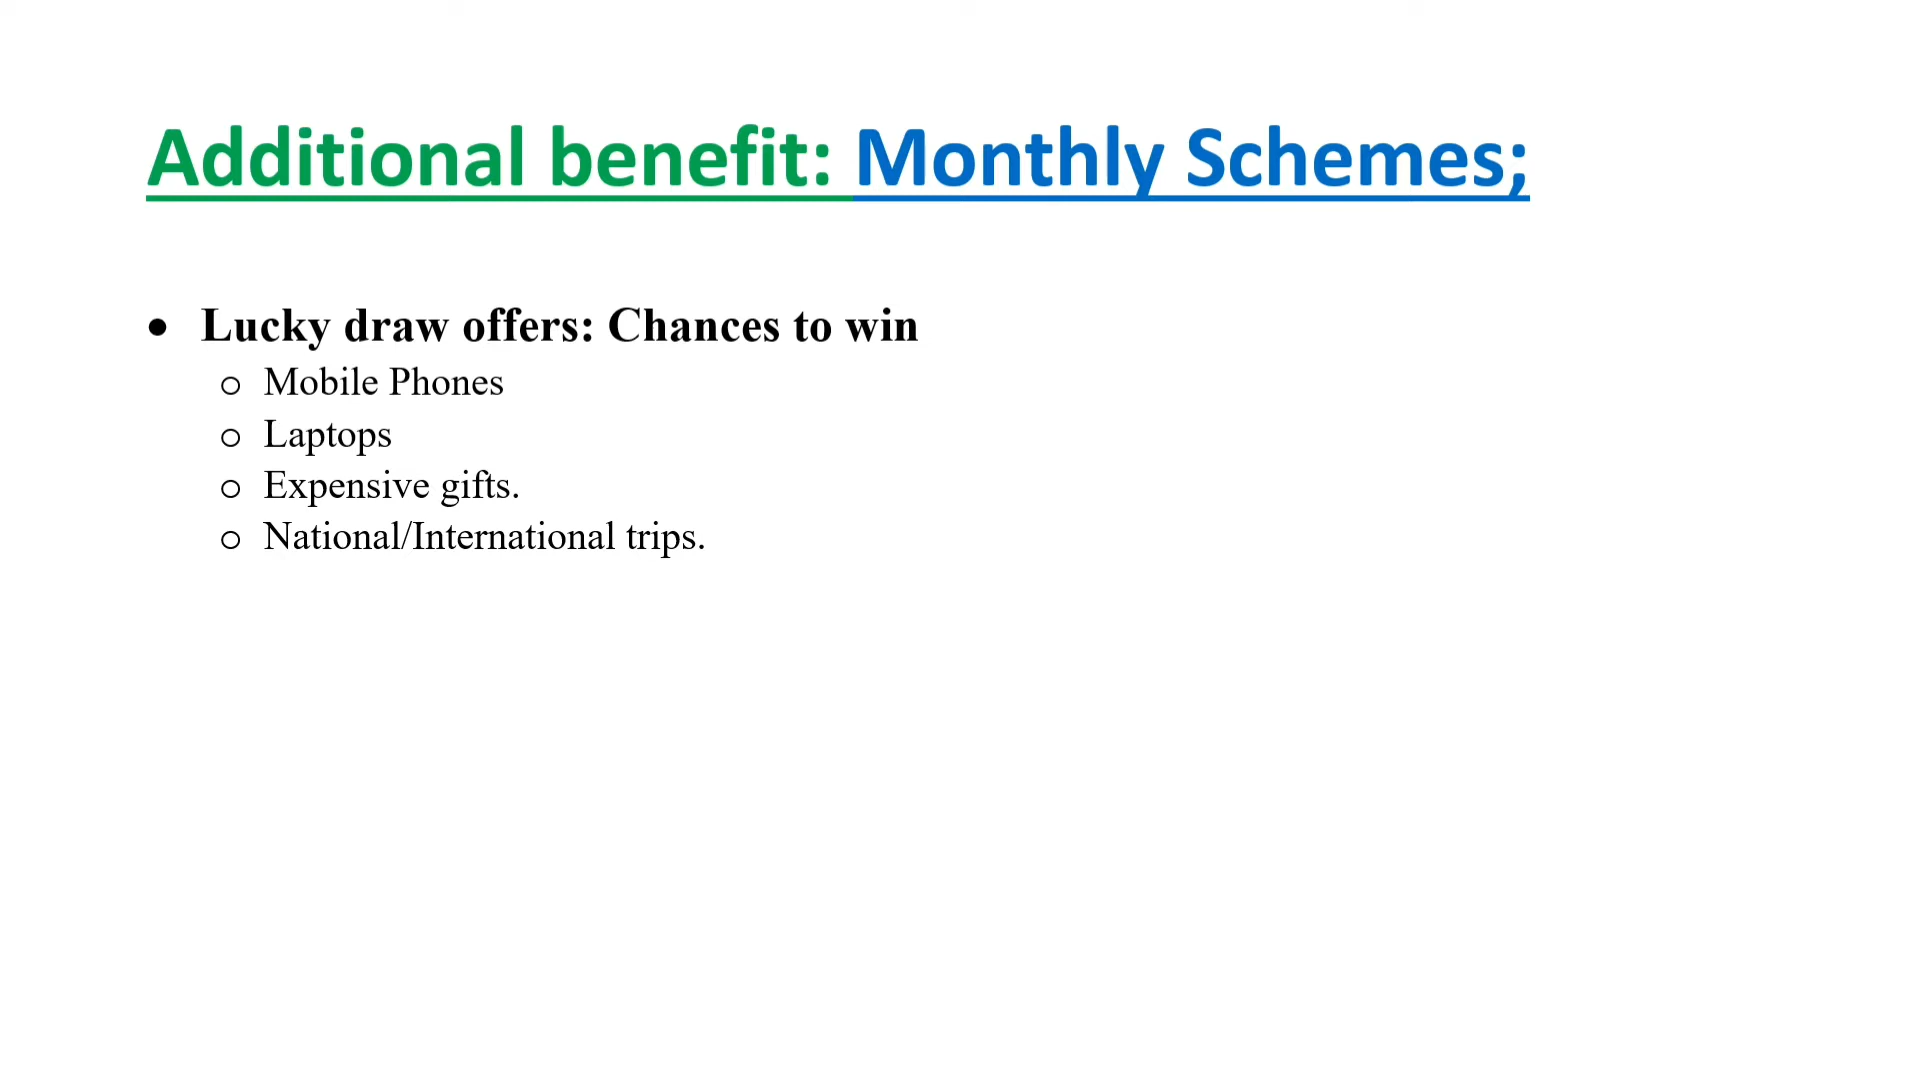 Additional benefit: Monthly Schemes;
• Lucky draw offers: Chances to win
o Mobile Phones
o Laptops
o Expensive gifts.
o National/International trips.